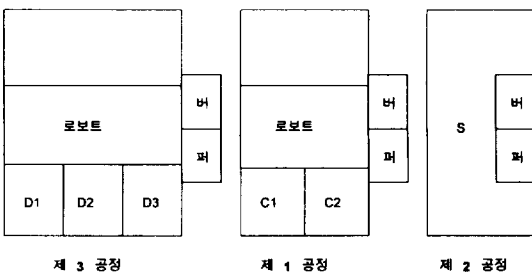 로보트
버
퍼
D1 D2 D3
제 3 공정
로보트
버
퍼
C1 C2
제 1 공정
S
버
퍼
제 2 공정